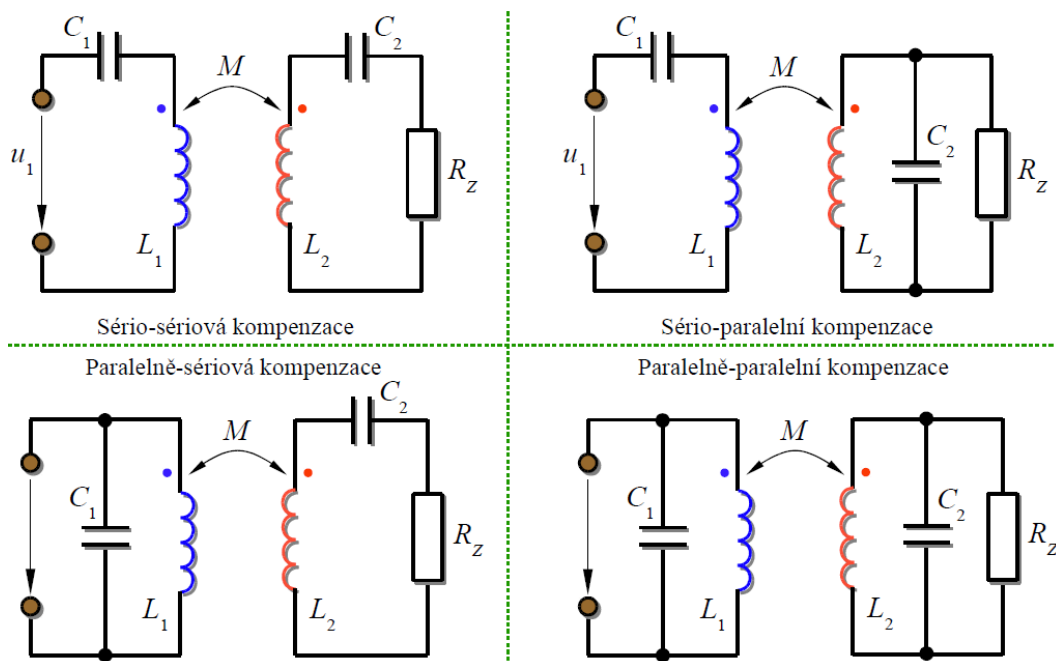 C1 C2
M
u1 RZ
L1 L2
Sério-sériová kompenzace
C1
M
C2
u1 RZ
L1 L2
Sério-paralelní kompenzace
Paralelně-sériová kompenzace
C2
M
C1 RZ
L1 L2
Paralelně-paralelní kompenzace
M
C1 C2 RZ
L1 L2